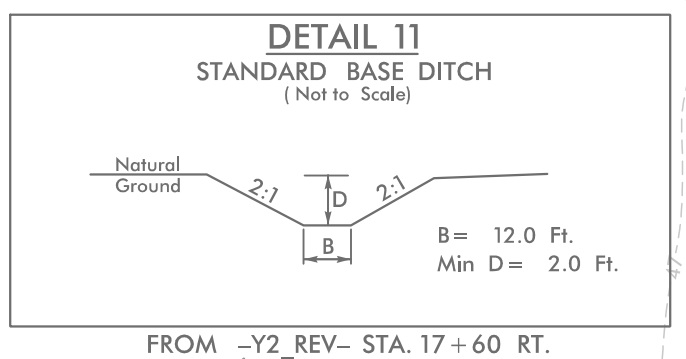 DETAIL 11
STANDARD BASE DITCH
( Not to Scale)
Natural
Ground
2:1
D
2:1
B
B= 12.0 Ft.
Min D= 2.0 Ft.
47
FROM -Y2_REV- STA. 17+60 RT.